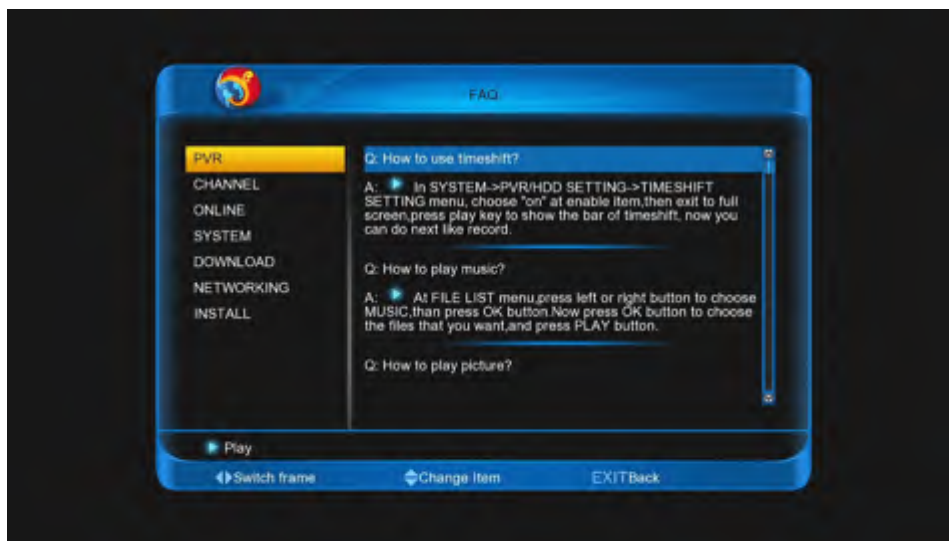 FAQ
PVR
CHANNEL
ONLINE
SYSTEM
DOWNLOAD
NETWORKING
INSTALL
Q: How to use timeshift?
A: In SYSTEM->PVR/HDD SETTING->TIMESHIFT
SETTING menu, choose "on" at enable item,then exit to full
screen,press play key to show the bar of timeshift, now you
can do next like record.
Q: How to play music?
A: At FILE LIST menu,press left or right button to choose
MUSIC,than press OK button.Now press OK button to choose
the files that you want,and press PLAY button.
Q: How to play picture?
Play
Switch frame
Change Item
EXITBack